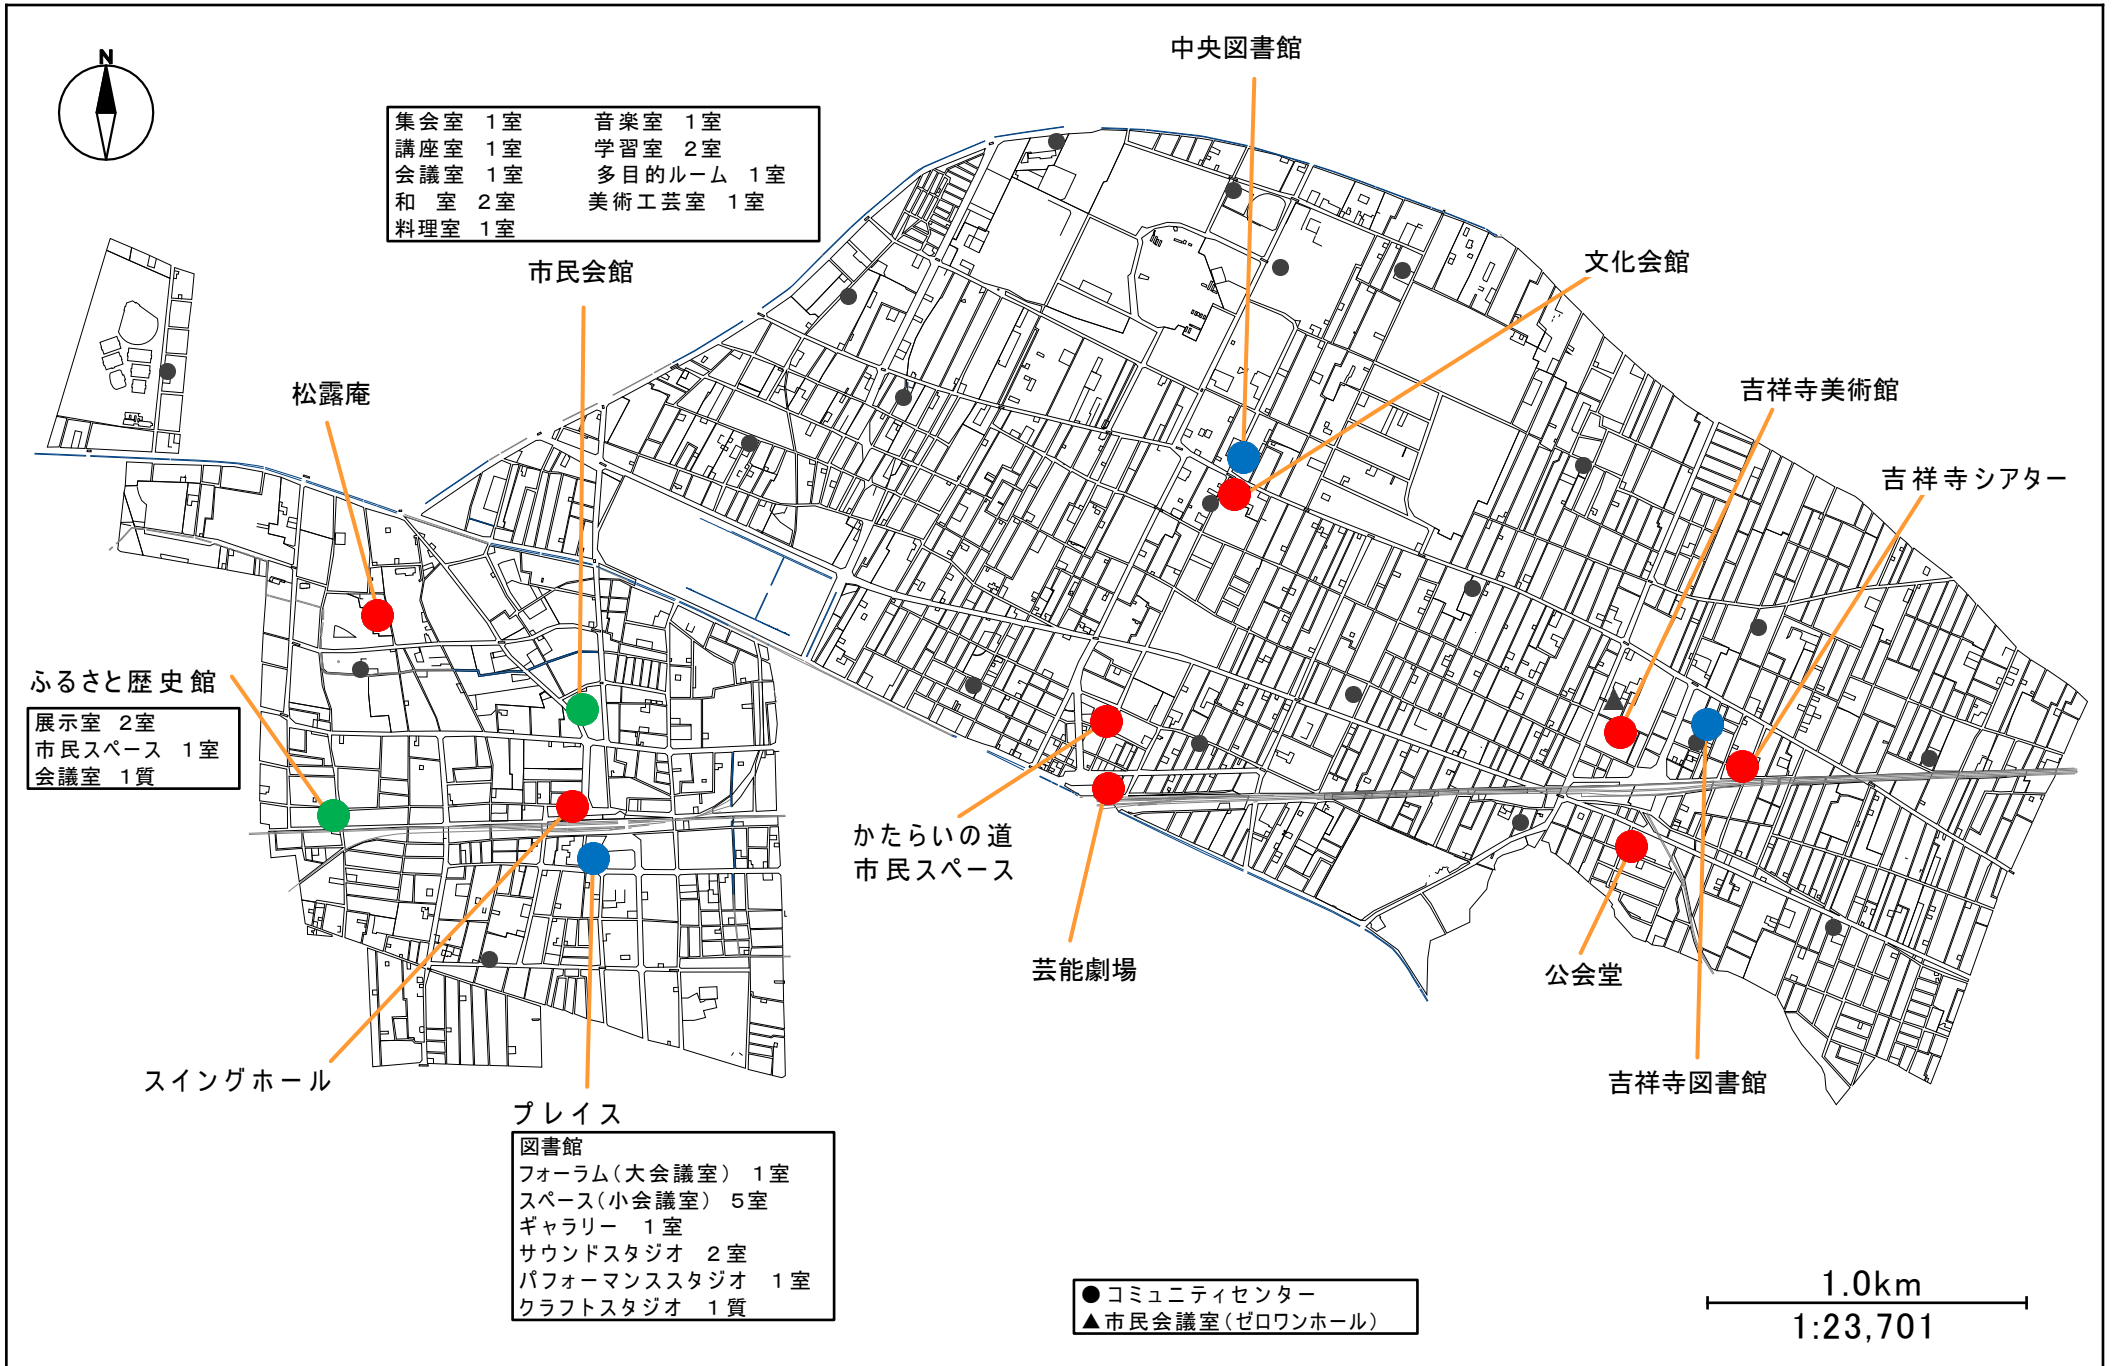 N
中央図書館
集会室 1室 音楽室 1室
講座室 1室 学習室 2室
会議室 1室 多目的ルーム 1室
和 室 2室 美術工芸室 1室
料理室 1室
市民会館
文化会館
松露庵
吉祥寺美術館
吉祥寺シアター
ふるさと歴史館
展示室 2室
市民スペース 1室
会議室 1質
かたらいの道
市民スペース
芸能劇場
公会堂
スイングホール
吉祥寺図書館
プレイス
図書館
フォーラム(大会議室) 1室
スペース(小会議室) 5室
ギャラリー 1室
サウンドスタジオ 2室
パフォーマンススタジオ 1室
クラフトスタジオ 1質
●コミュニティセンター
▲市民会議室(ゼロワンホール)
1.0km
1:23,701